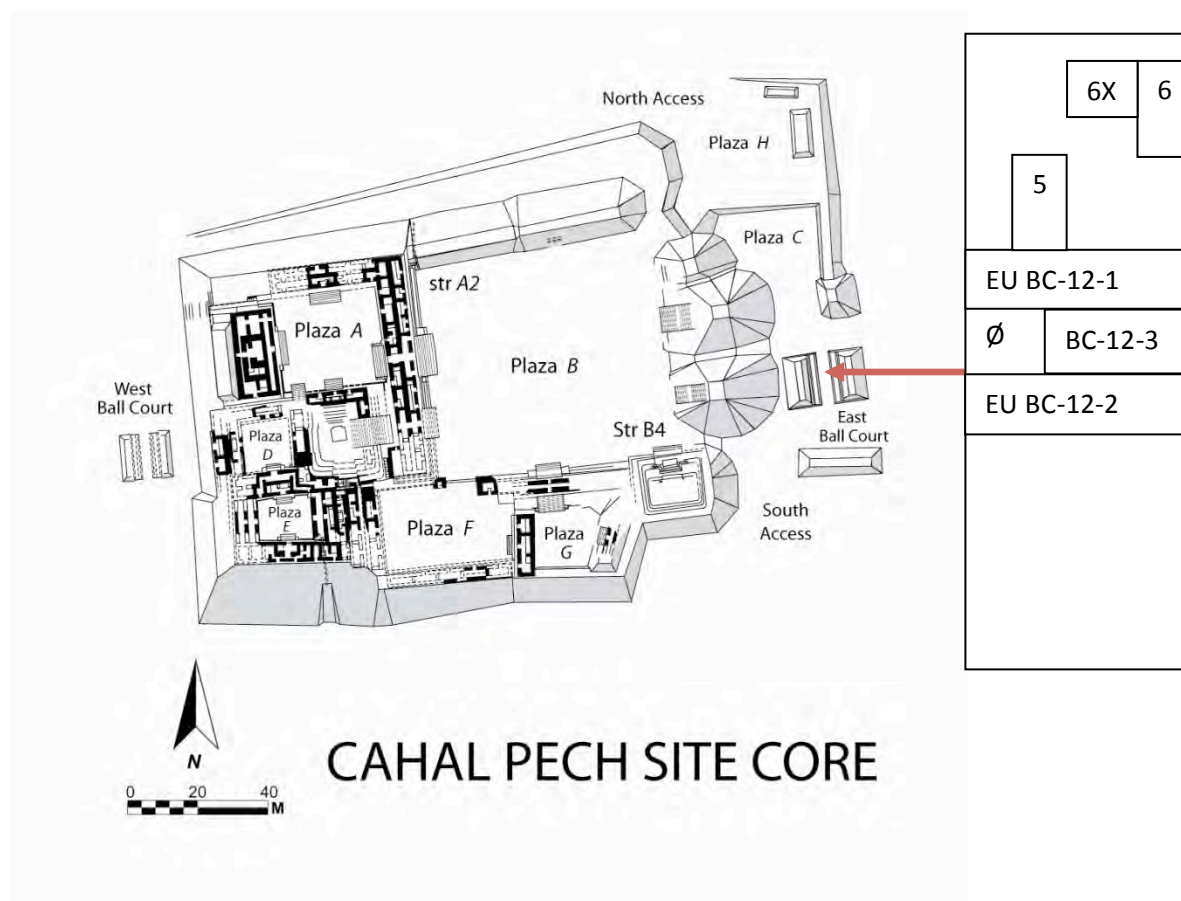 North Access
Plaza H
Plaza C
str A2
Plaza A
Plaza B
West
Ball Court
Plaza
D
Str B4
East
Ball Court
Plaza
E
Plaza F
Plaza
G
South
Access
N
0 20 40
M
CAHAL PECH SITE CORE
6X
6
5
EU BC-12-1
Ø
BC-12-3
EU BC-12-2